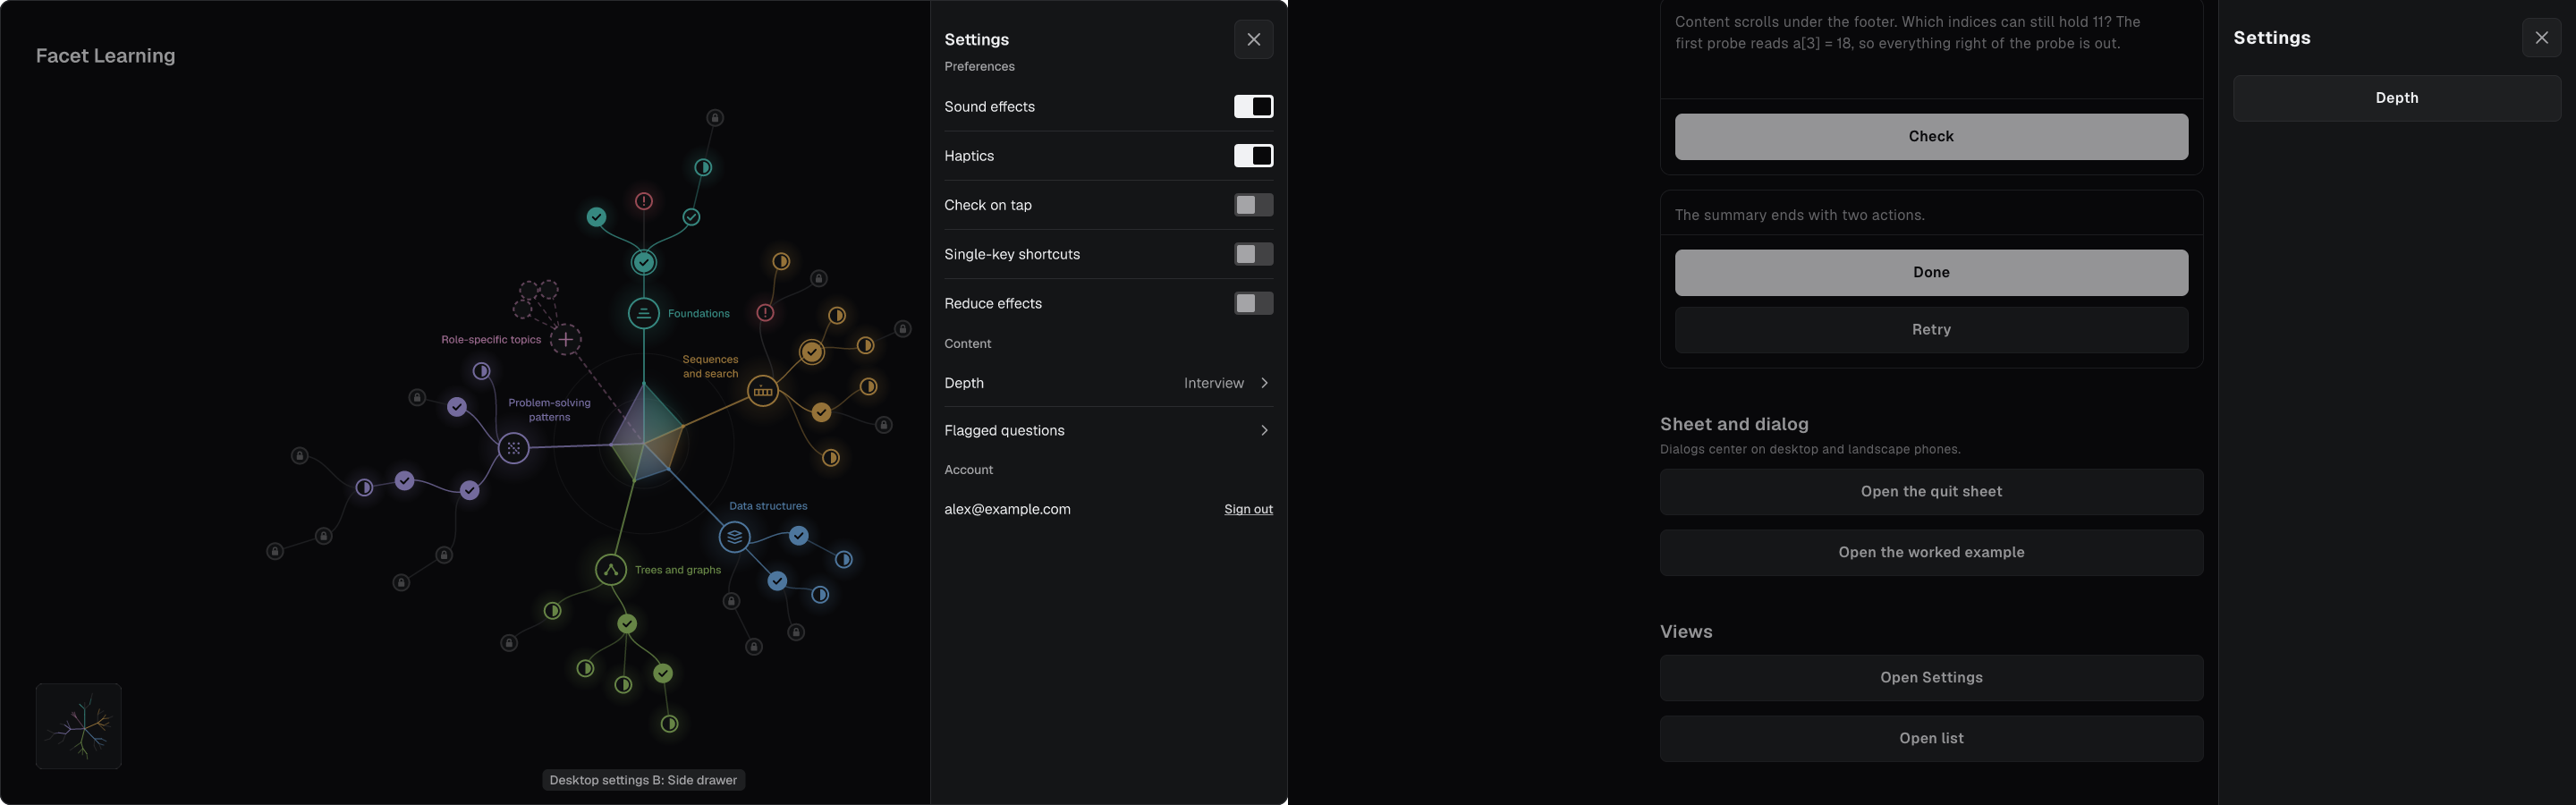 Facet Learning
Foundations
Role-specific topics
Sequences
and search
Problem-solving
patterns
Data structures
Trees and graphs
Desktop settings B: Side drawer
Settings
Preferences
Sound effects
Haptics
Check on tap
Single-key shortcuts
Reduce effects
Content
Depth Interview
Flagged questions
Account
alex@example.com Sign out
Content scrolls under the footer. Which indices can still hold 11? The
first probe reads a[3] = 18, so everything right of the probe is out.
Check
The summary ends with two actions.
Done
Retry
Sheet and dialog
Dialogs center on desktop and landscape phones.
Open the quit sheet
Open the worked example
Views
Open Settings
Open list
Settings
Depth